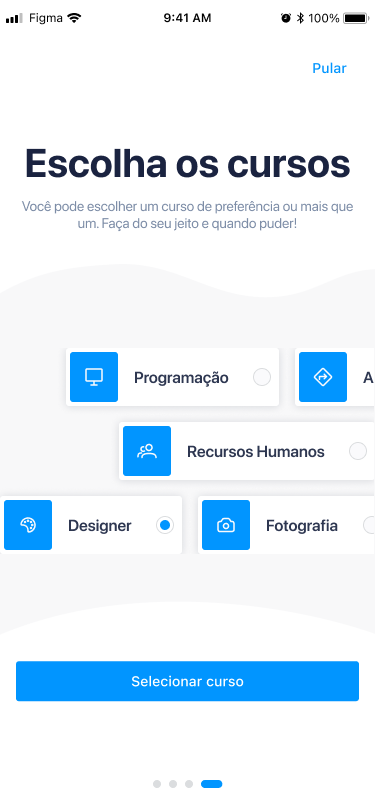 Figma 9:41 AM 100%
Pular
Escolha os cursos
Você pode escolher um curso de preferência ou mais que
um. Faça do seu jeito e quando puder!
Programação A
Recursos Humanos
Designer Fotografia
Selecionar curso